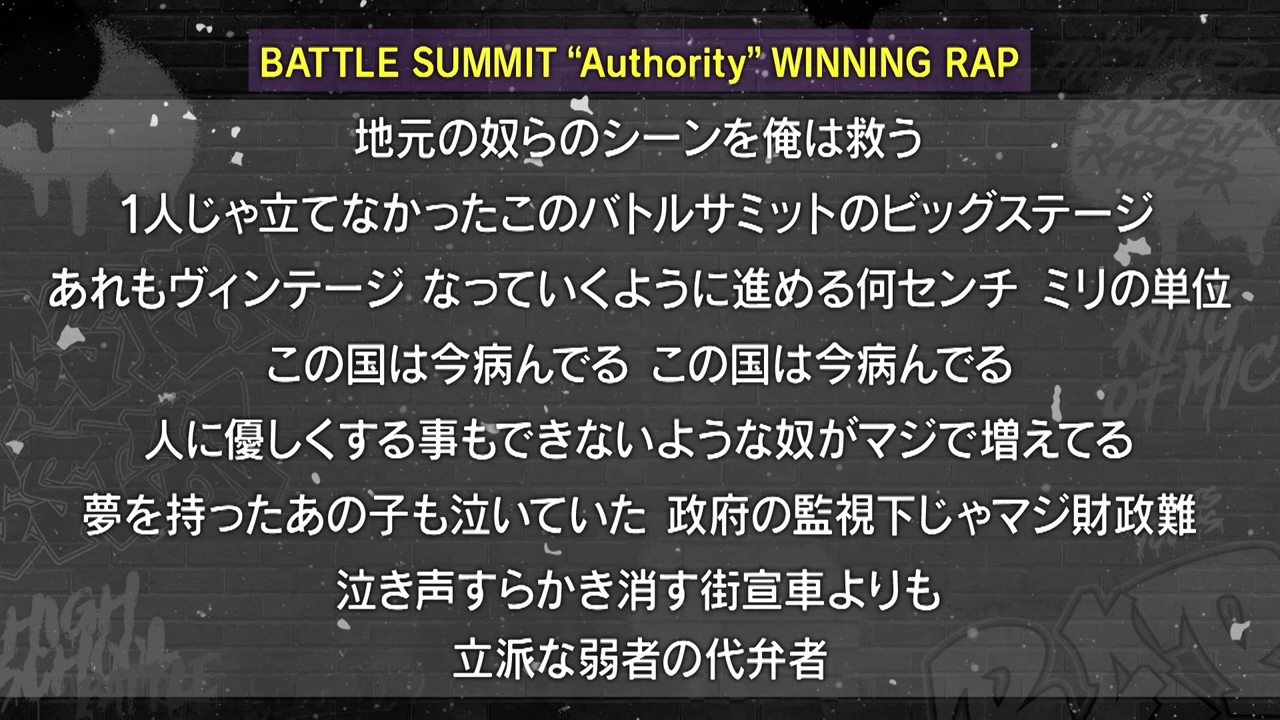 BATTLE SUMMIT “Authority” WINNING RAP
地元の奴らのシーンを俺は救う
1人じゃ立てなかったこのバトルサミットのビッグステージ
あれもヴィンテージ なっていくように進める何センチ ミリの単位
この国は今病んでる この国は今病んでる
人に優しくする事もできないような奴がマジで増えてる
夢を持ったあの子も泣いていた 政府の監視下じゃマジ財政難
泣き声すらかき消す街宣車よりも
立派な弱者の代弁者
STUDENT
RAPPER
KING
OF MIC
HIGH
SCHOOL
BATTLE